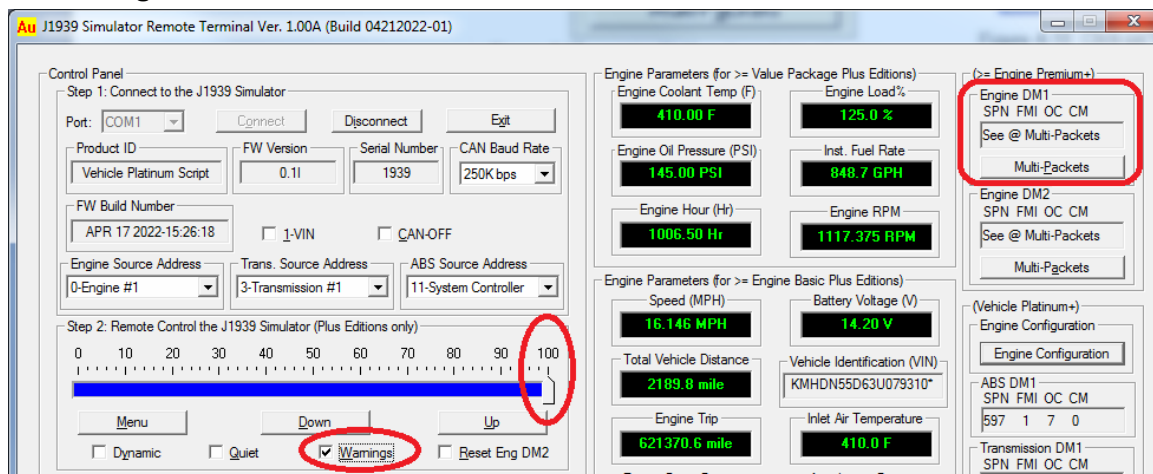 Au J1939 Simulator Remote Terminal Ver. 1.00A (Build 04212022-01)
Control Panel
Step 1: Connect to the J1939 Simulator
Port: COM1 Connect Disconnect Exit
Product ID FW Version Serial Number CAN Baud Rate
Vehicle Platinum Script 0.1I 1939 250K bps
FW Build Number
APR 17 2022-15:26:18 1-VIN CAN-OFF
Engine Source Address Trans. Source Address ABS Source Address
0-Engine #1 3-Transmission #1 11-System Controller
Step 2: Remote Control the J1939 Simulator (Plus Editions only)
0 10 20 30 40 50 60 70 80 90 100
Menu Down Up
Dynamic Quiet Warnings Reset Eng DM2
Engine Parameters (for >= Value Package Plus Editions)
Engine Coolant Temp (F) Engine Load%
410.00 F 125.0 %
Engine Oil Pressure (PSI) Inst. Fuel Rate
145.00 PSI 848.7 GPH
Engine Hour (Hr) Engine RPM
1006.50 Hr 1117.375 RPM
Engine Parameters (for >= Engine Basic Plus Editions)
Speed (MPH) Battery Voltage (V)
16.146 MPH 14.20 V
Total Vehicle Distance Vehicle Identification (VIN)
2189.8 mile KMHDN55D63U079310*
Engine Trip Inlet Air Temperature
621370.6 mile 410.0 F
(>= Engine Premium+)
Engine DM1
SPN FMI OC CM
See @ Multi-Packets
Multi-Packets
Engine DM2
SPN FMI OC CM
See @ Multi-Packets
Multi-Packets
(Vehicle Platinum+)
Engine Configuration
Engine Configuration
ABS DM1
SPN FMI OC CM
597 1 7 0
Transmission DM1
SPN FMI OC CM